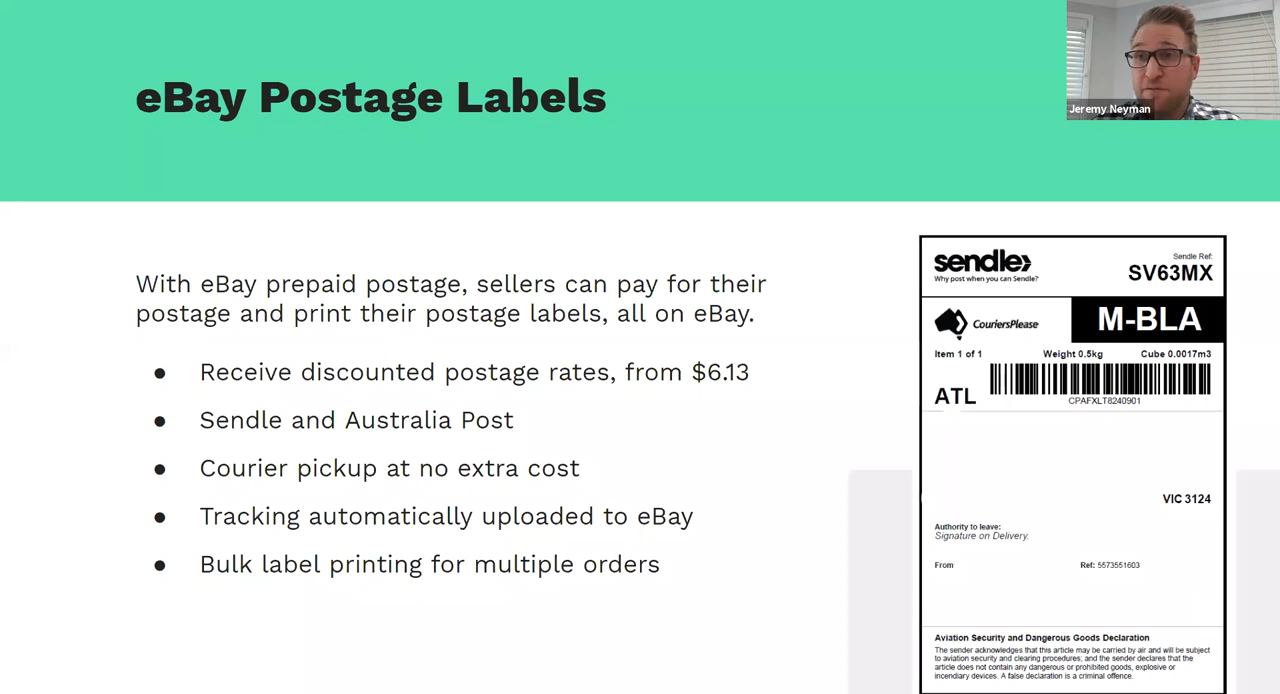 eBay Postage Labels
Jeremy Neyman
With eBay prepaid postage, sellers can pay for their
postage and print their postage labels, all on eBay.
● Receive discounted postage rates, from $6.13
● Sendle and Australia Post
● Courier pickup at no extra cost
● Tracking automatically uploaded to eBay
● Bulk label printing for multiple orders
sendle
Why post when you can Sendle?
Sendle Ref:
SV63MX
CouriersPlease
M-BLA
Item 1 of 1 Weight 0.5kg Cube 0.0017m3
ATL
CPAFXLT8240901
VIC 3124
Authority to leave:
Signature on Delivery.
From Ref: 5573551603
Aviation Security and Dangerous Goods Declaration
The sender acknowledges that this article may be carried by air and will be subject
to aviation security and clearing procedures; and the sender declares that the
article does not contain any dangerous or prohibited goods, explosive or
incendiary devices. A false declaration is a criminal offence.